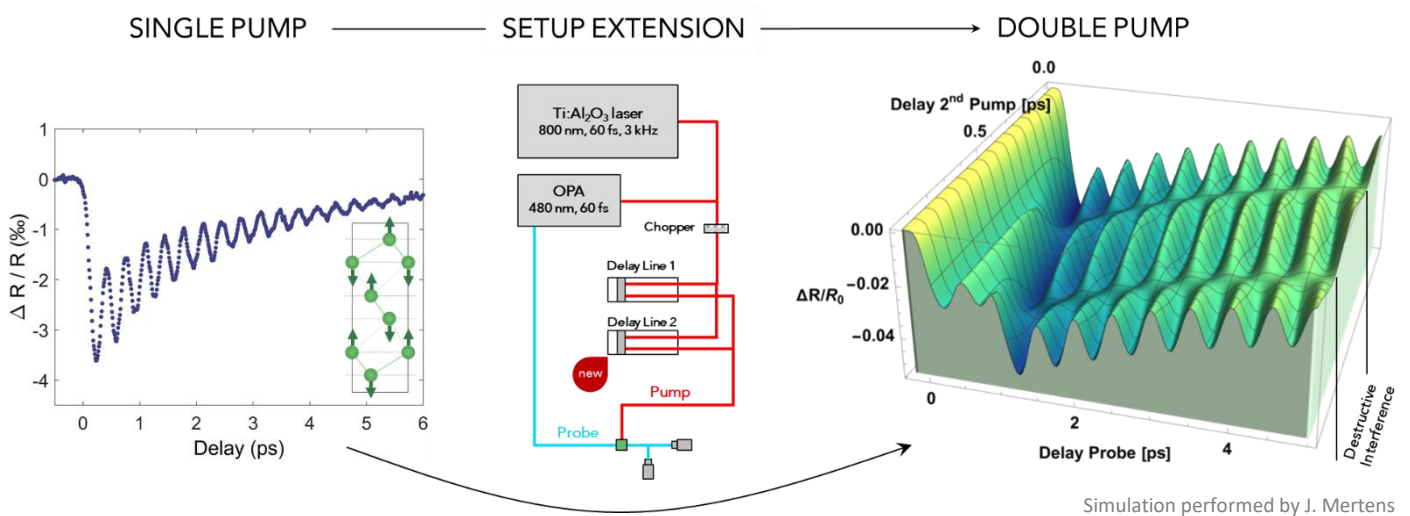 SINGLE PUMP
SETUP EXTENSION
DOUBLE PUMP
1
0
-1
-2
-3
-4
Δ R / R (‰)
0
1
2
3
4
5
6
Delay (ps)
Ti:Al₂O₃ laser
800 nm, 60 fs, 3 kHz
OPA
480 nm, 60 fs
Chopper
Delay Line 1
Delay Line 2
new
Pump
Probe
0.0
Delay 2ⁿᵈ Pump [ps]
0.5
0.00
-0.02
-0.04
ΔR/R₀
0
2
4
Delay Probe [ps]
Destructive
Interference
Simulation performed by J. Mertens